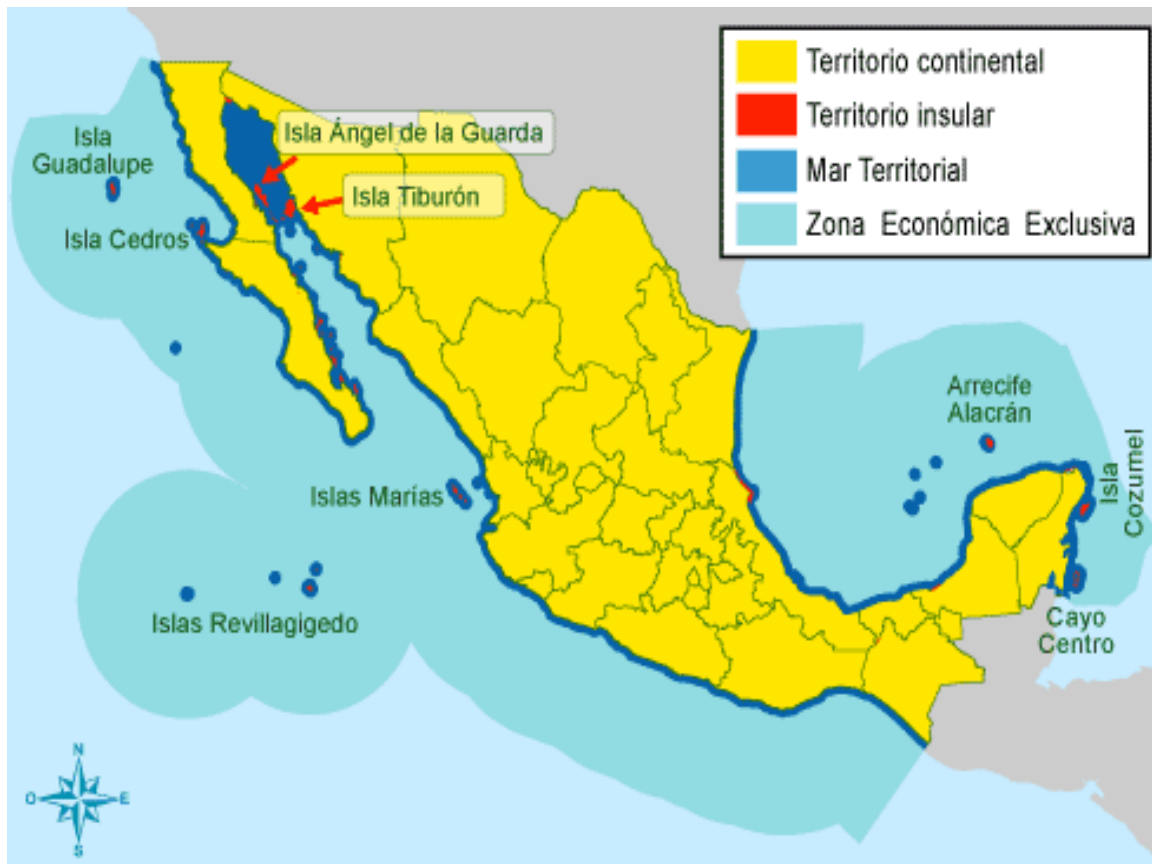 Territorio continental
Territorio insular
Mar Territorial
Zona Económica Exclusiva
Isla
Guadalupe
Isla Ángel de la Guarda
Isla Tiburón
Isla Cedros
Arrecife
Alacrán
Isla
Cozumel
Islas Marías
Islas Revillagigedo
Cayo
Centro
N
O
E
S